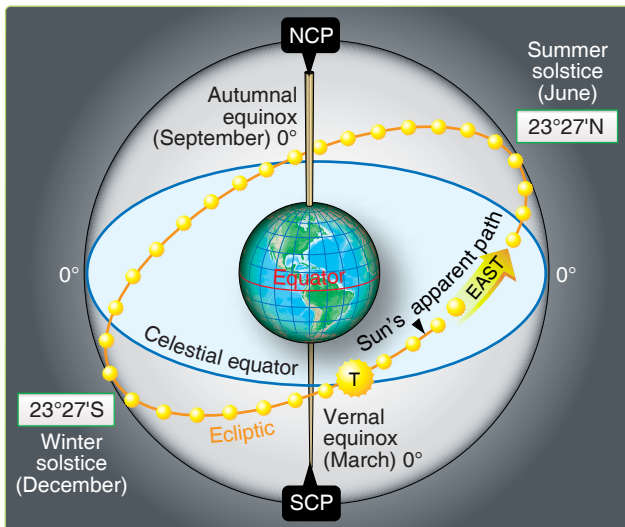 NCP
Summer
solstice
(June)
23°27'N
Autumnal
equinox
(September) 0°
Sun's apparent path
EAST
0°
Equator
0°
Celestial equator
T
23°27'S
Winter
solstice
(December)
Ecliptic
Vernal
equinox
(March) 0°
SCP